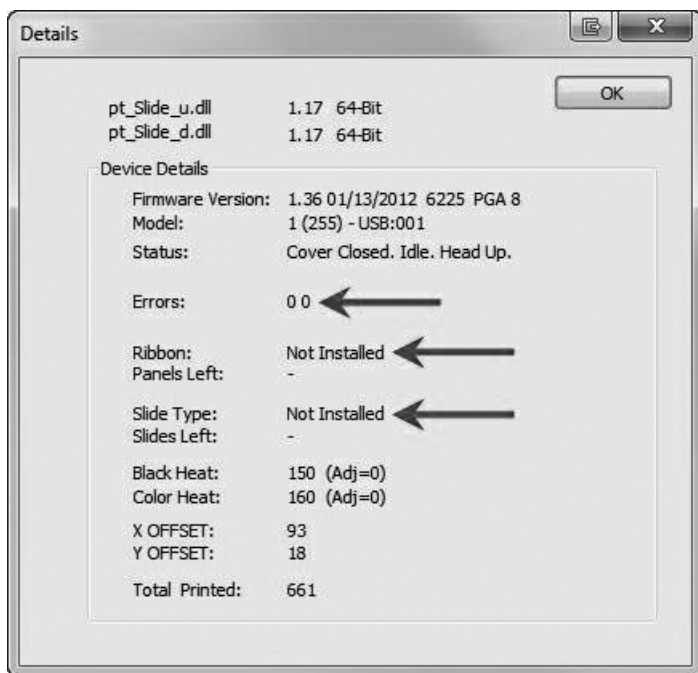 Details
OK
pt_Slide_u.dll 1.17 64-Bit
pt_Slide_d.dll 1.17 64-Bit
Device Details
Firmware Version: 1.36 01/13/2012 6225 PGA 8
Model: 1 (255) - USB:001
Status: Cover Closed. Idle. Head Up.
Errors: 0 0
Ribbon: Not Installed
Panels Left: -
Slide Type: Not Installed
Slides Left: -
Black Heat: 150 (Adj=0)
Color Heat: 160 (Adj=0)
X OFFSET: 93
Y OFFSET: 18
Total Printed: 661